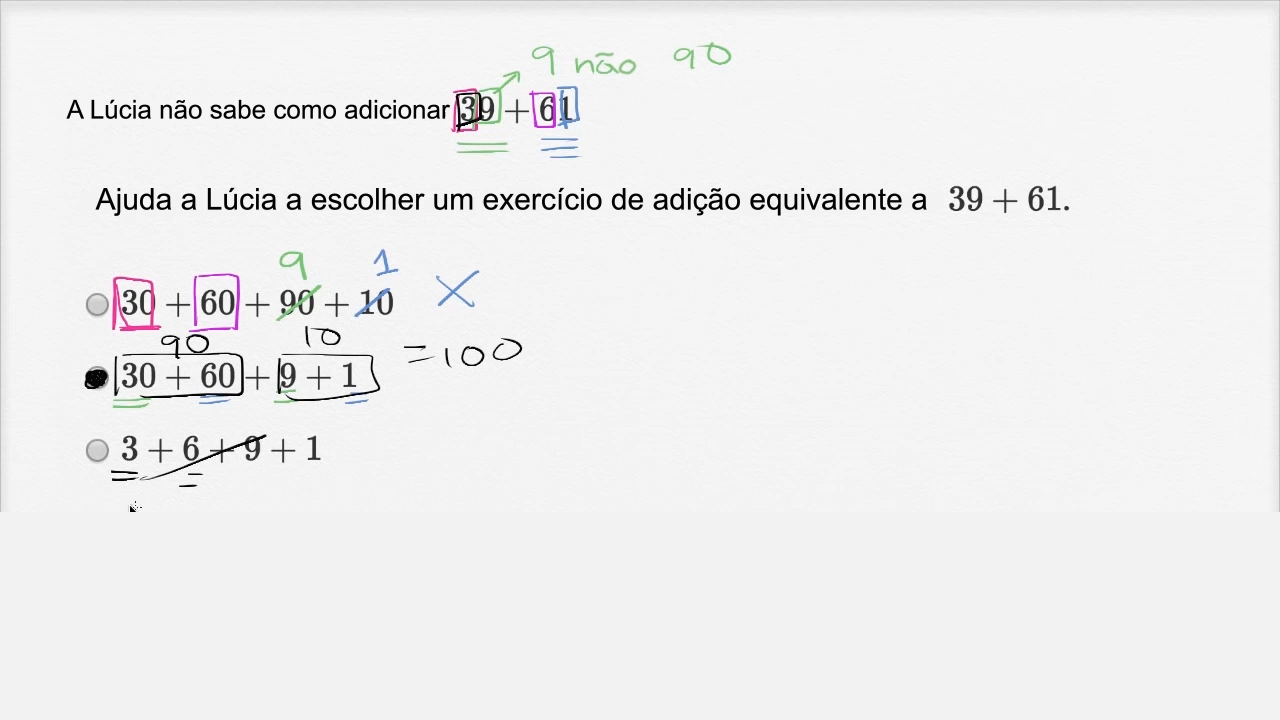 9 não 90
A Lúcia não sabe como adicionar 39 + 61
Ajuda a Lúcia a escolher um exercício de adição equivalente a 39 + 61.
9 1
30 + 60 + 90 + 10 X
90 10
30 + 60 + 9 + 1 = 100
3 + 6 + 9 + 1